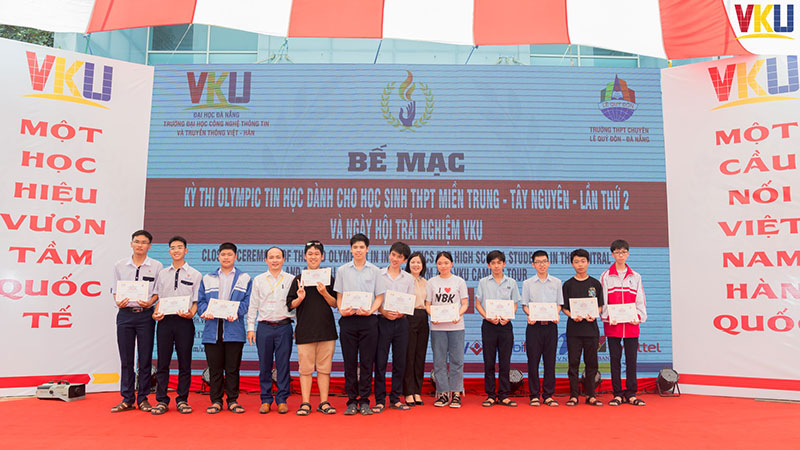 VKU
VKU
MỘT
HỌC
HIỆU
VƯƠN
TẦM
QUỐC
TẾ
VKU
ĐẠI HỌC ĐÀ NẴNG
TRƯỜNG ĐẠI HỌC CÔNG NGHỆ THÔNG TIN
VÀ TRUYỀN THÔNG VIỆT - HÀN
TRƯỜNG THPT CHUYÊN
LÊ QUÝ ĐÔN - ĐÀ NẴNG
BẾ MẠC
KỲ THI OLYMPIC TIN HỌC DÀNH CHO HỌC SINH THPT MIỀN TRUNG - TÂY NGUYÊN - LẦN THỨ 2
VÀ NGÀY HỘI TRẢI NGHIỆM VKU
VKU
MỘT
CẦU
NỐI
VIỆT
NAM
HÀN
QUỐC
I
NBK